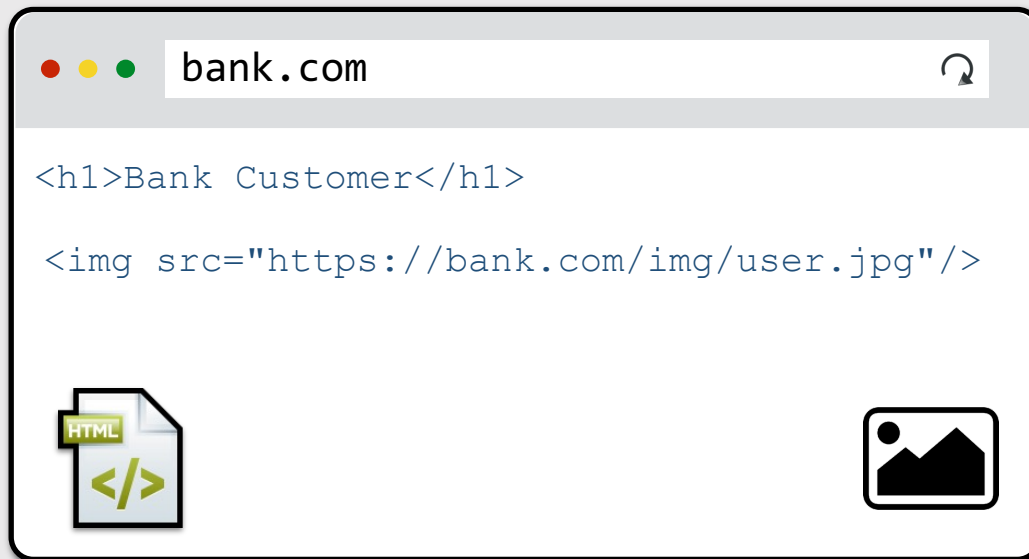 bank.com
<h1>Bank Customer</h1>
<img src="https://bank.com/img/user.jpg"/>
HTML
</>